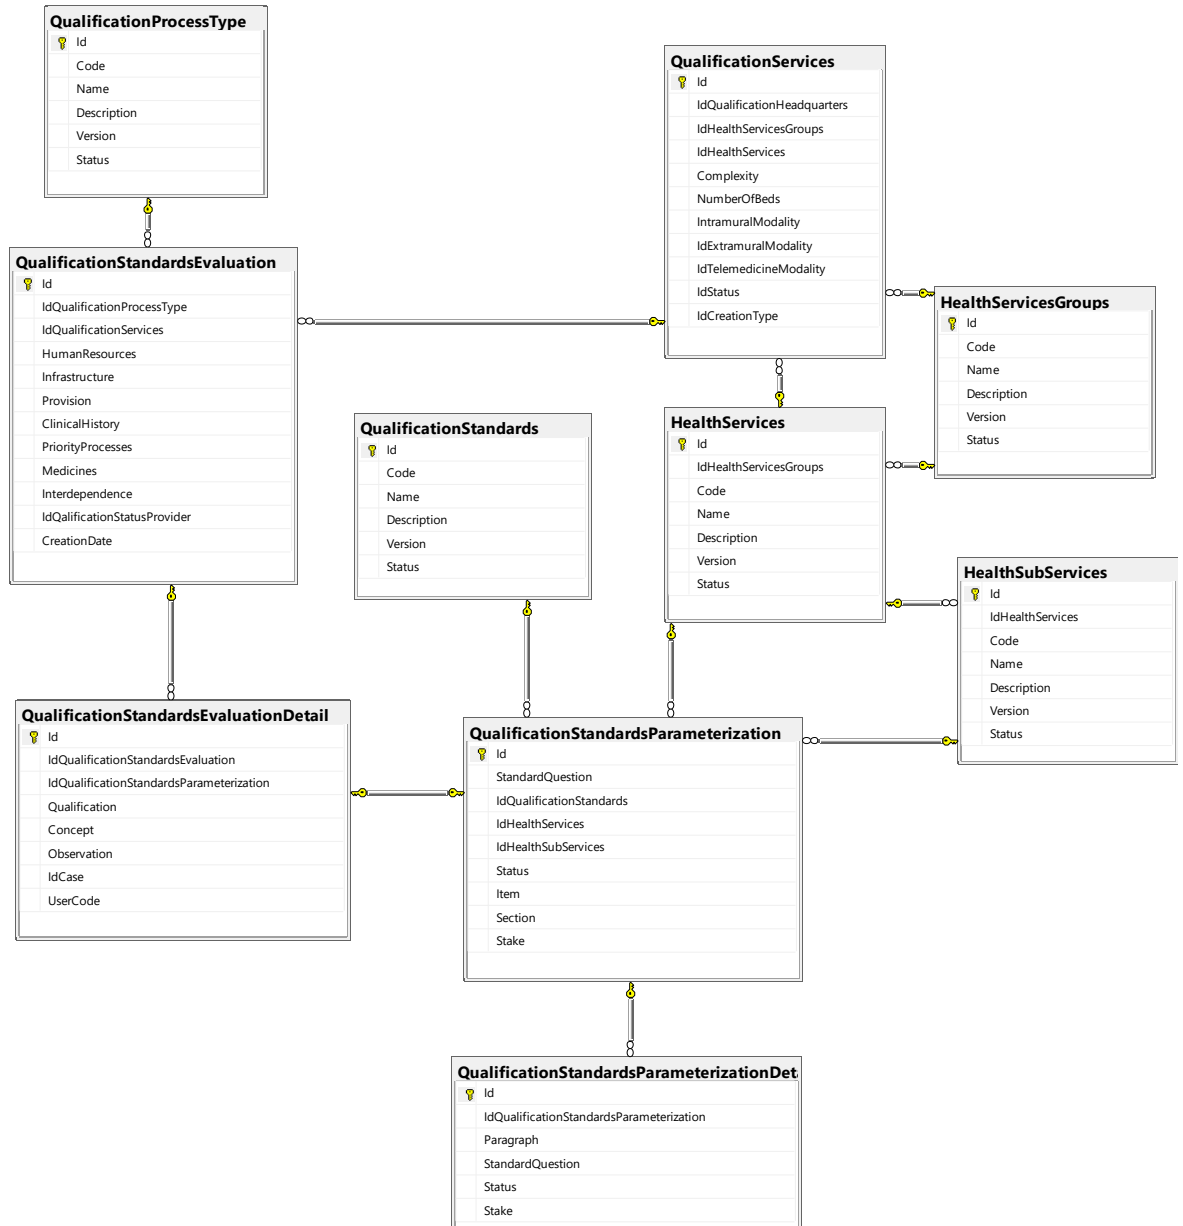 QualificationProcessType
Id
Code
Name
Description
Version
Status
QualificationServices
Id
IdQualificationHeadquarters
IdHealthServicesGroups
IdHealthServices
Complexity
NumberOfBeds
IntramuralModality
IdExtramuralModality
IdTelemedicineModality
IdStatus
IdCreationType
QualificationStandardsEvaluation
Id
IdQualificationProcessType
IdQualificationServices
HumanResources
Infrastructure
Provision
ClinicalHistory
PriorityProcesses
Medicines
Interdependence
IdQalificationStatusProvider
CreationDate
HealthServicesGroups
Id
Code
Name
Description
Version
Status
QualificationStandards
Id
Code
Name
Description
Version
Status
HealthServices
Id
IdHealthServicesGroups
Code
Name
Description
Version
Status
HealthSubServices
Id
IdHealthServices
Code
Name
Description
Version
Status
QualificationStandardsEvaluationDetail
Id
IdQualificationStandardsEvaluation
IdQualificationStandardsParameterization
Qualification
Concept
Observation
IdCase
UserCode
QualificationStandardsParameterization
Id
StandardQuestion
IdQualificationStandards
IdHealthServices
IdHealthSubServices
Status
Item
Section
Stake
QualificationStandardsParameterizationDeta
Id
IdQualificationStandardsParameterization
Paragraph
StandardQuestion
Status
Stake